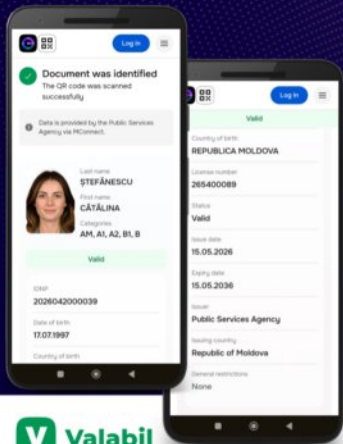 Log in
Document was identified
The QR code was scanned
successfully
Data is provided by the Public Services
Agency via MConnect.
Last name
ȘTEFĂNESCU
First name
CĂTĂLINA
Categories
AM, A1, A2, B1, B
Valid
IDNP
2026042000039
Date of birth
17.07.1997
Country of birth
Log in
Valid
Country of birth
REPUBLICA MOLDOVA
License number
265400089
Status
Valid
Issue date
15.05.2026
Expiry date
15.05.2036
Issuer
Public Services Agency
Issuing country
Republic of Moldova
General restrictions
None
V Valabil